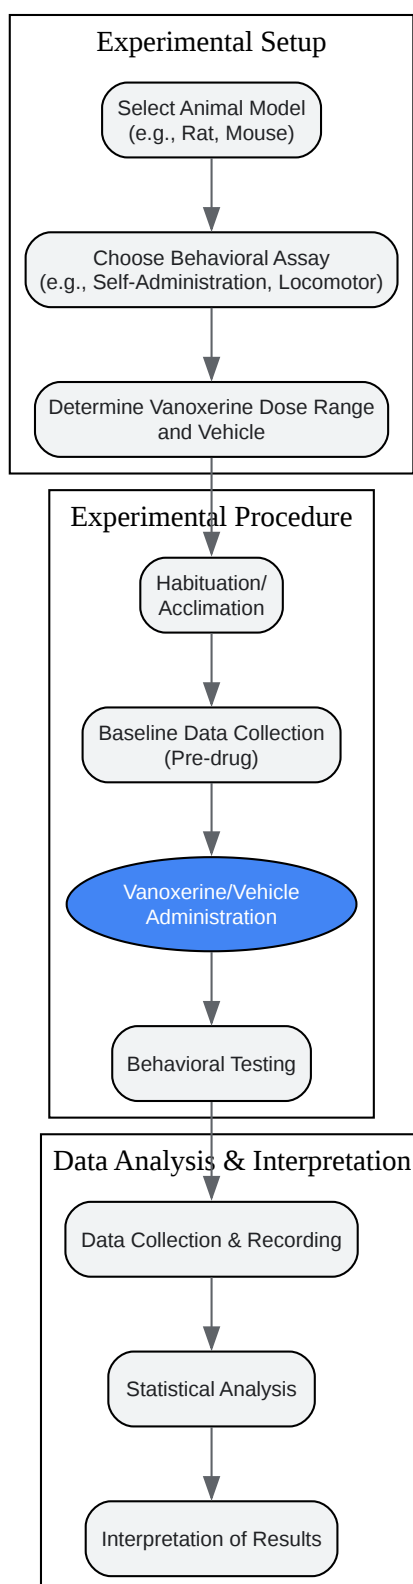 Experimental Setup
Select Animal Model
(e.g., Rat, Mouse)
Choose Behavioral Assay
(e.g., Self-Administration, Locomotor)
Determine Vanoxerine Dose Range
and Vehicle
Experimental Procedure
Habituation/
Acclimation
Baseline Data Collection
(Pre-drug)
Vanoxerine/Vehicle
Administration
Behavioral Testing
Data Analysis & Interpretation
Data Collection & Recording
Statistical Analysis
Interpretation of Results